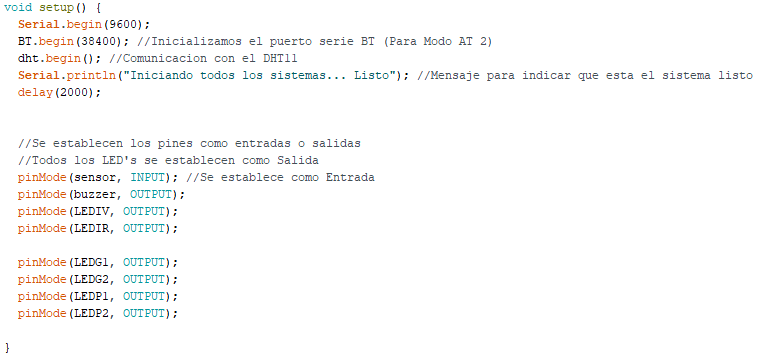 void setup() {
  Serial.begin(9600);
  BT.begin(38400); //Inicializamos el puerto serie BT (Para Modo AT 2)
  dht.begin(); //Comunicacion con el DHT11
  Serial.println("Iniciando todos los sistemas... Listo"); //Mensaje para indicar que esta el sistema listo
  delay(2000);
  //Se establecen los pines como entradas o salidas
  //Todos los LED's se establecen como Salida
  pinMode(sensor, INPUT); //Se establece como Entrada
  pinMode(buzzer, OUTPUT);
  pinMode(LEDIV, OUTPUT);
  pinMode(LEDIR, OUTPUT);
  pinMode(LEDG1, OUTPUT);
  pinMode(LEDG2, OUTPUT);
  pinMode(LEDP1, OUTPUT);
  pinMode(LEDP2, OUTPUT);
}